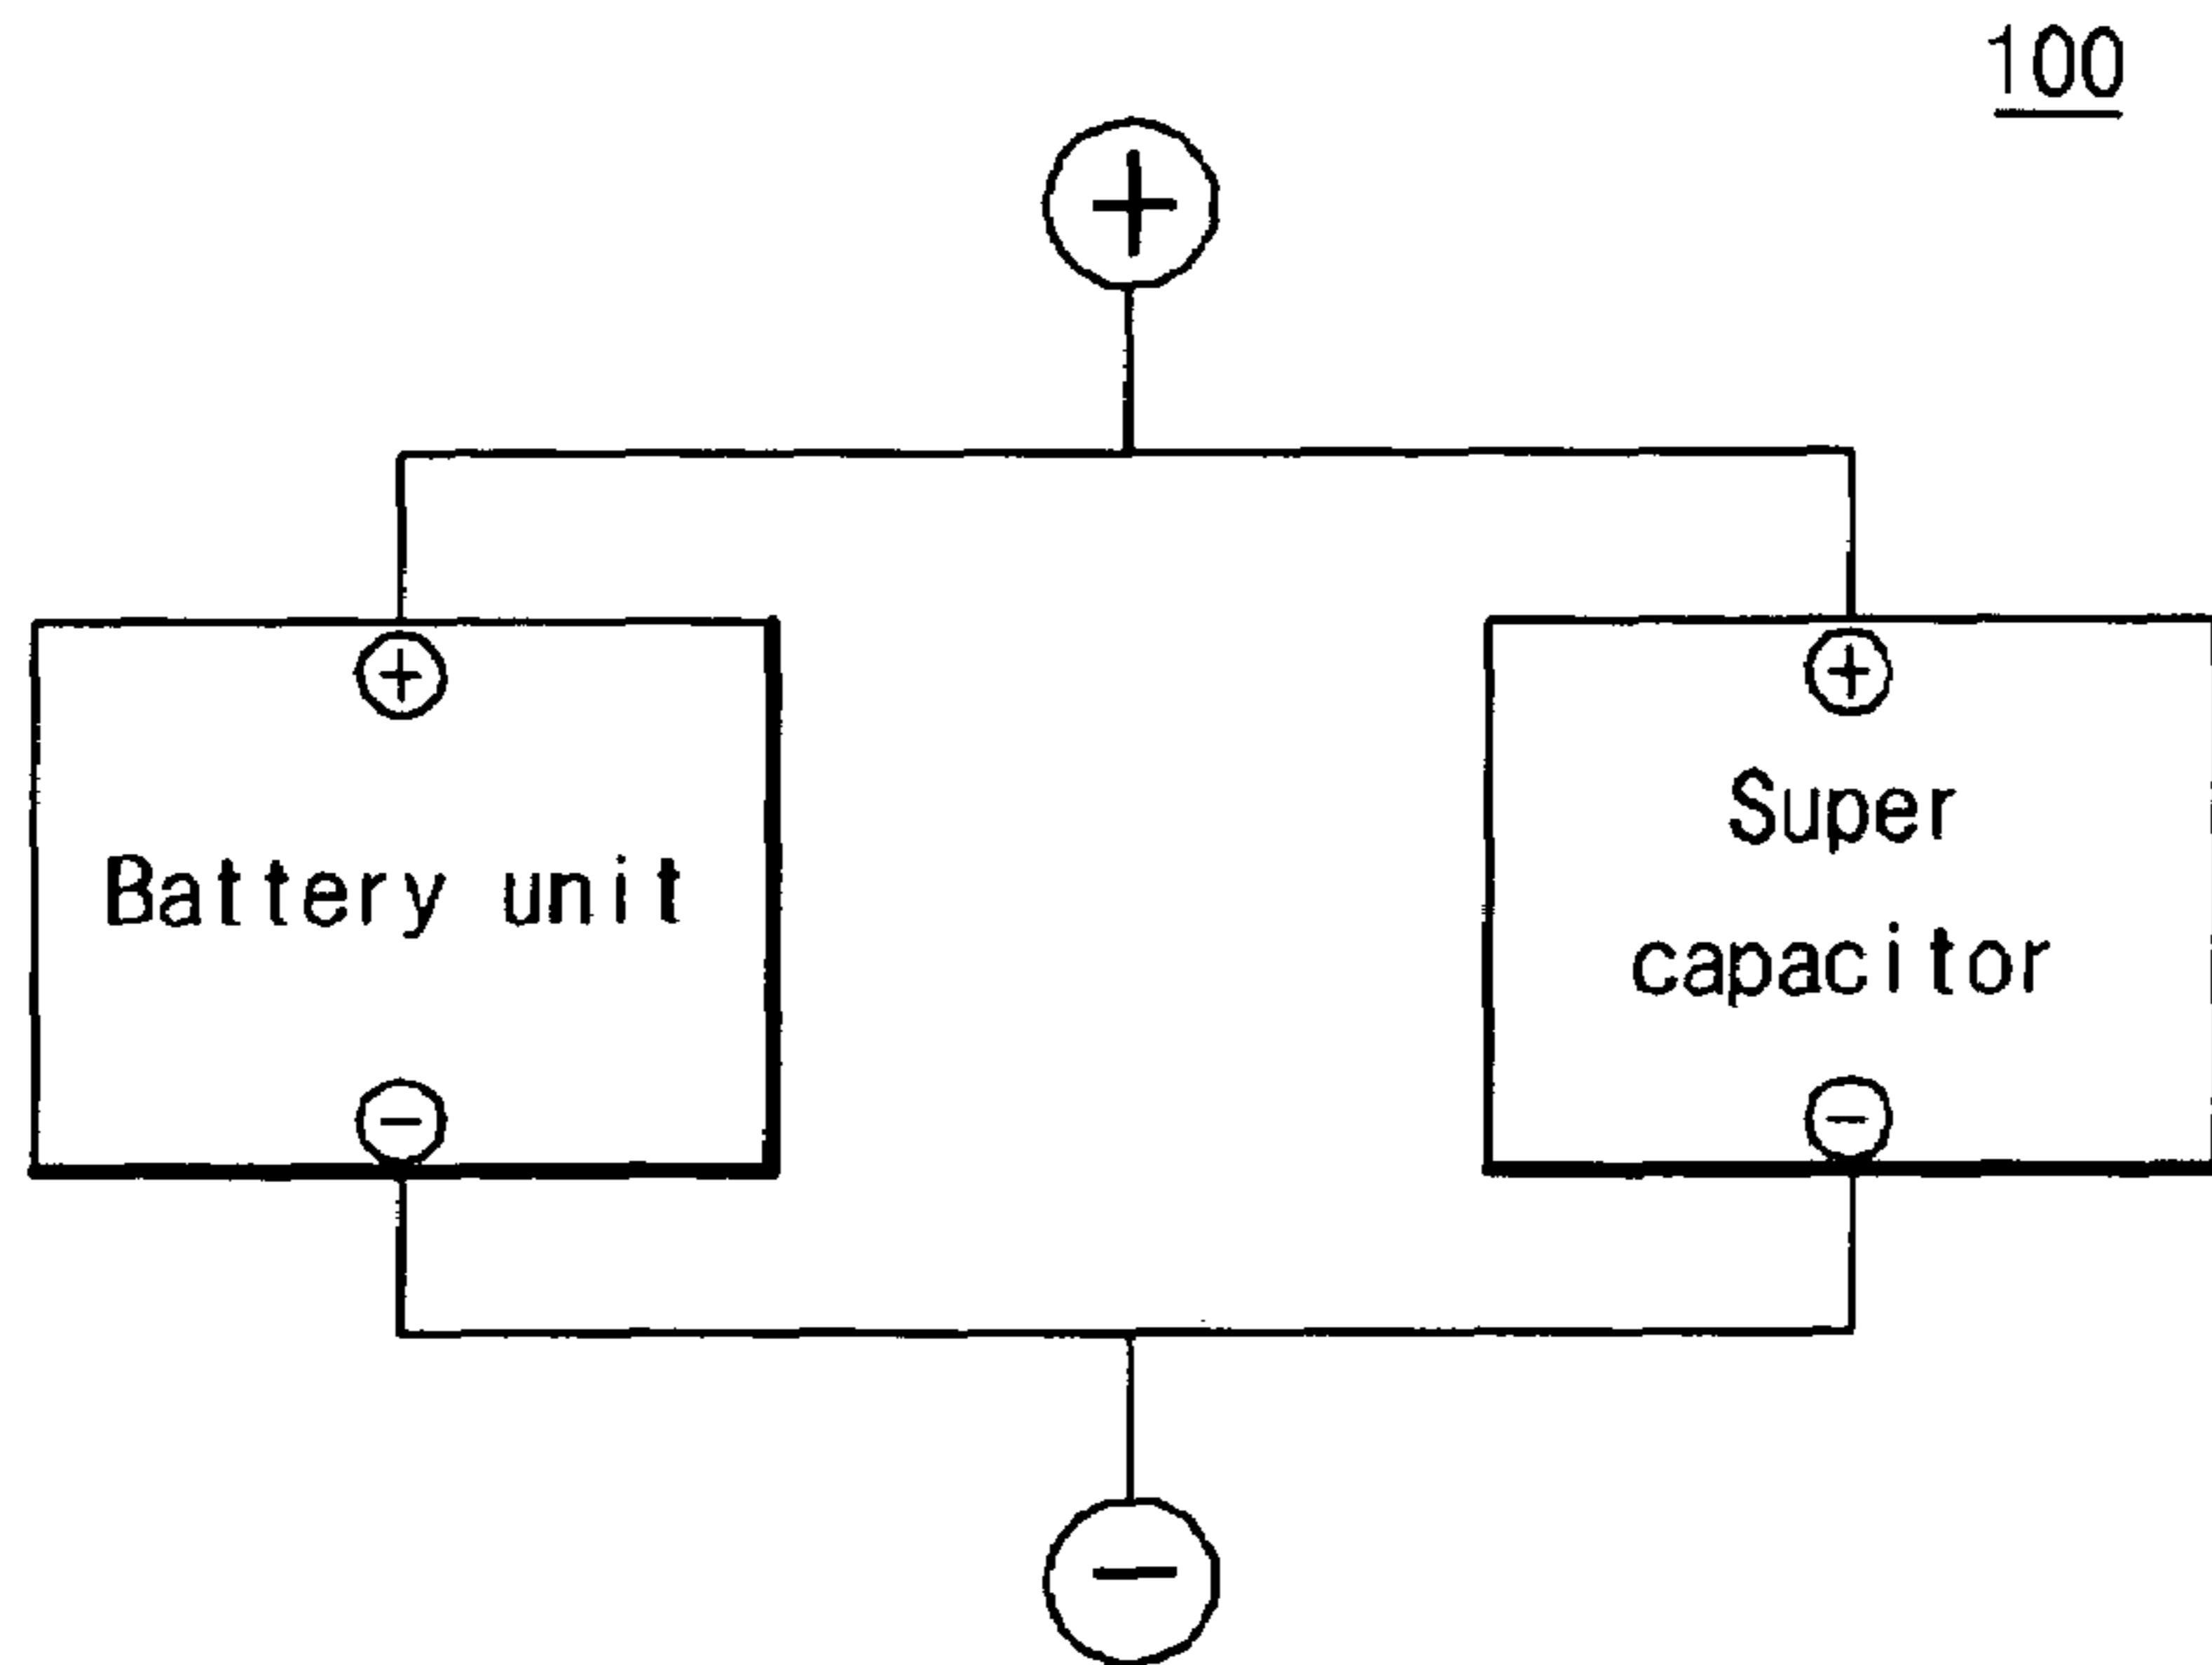 100
+
+
+
Battery unit
Super
capacitor
-
-
-